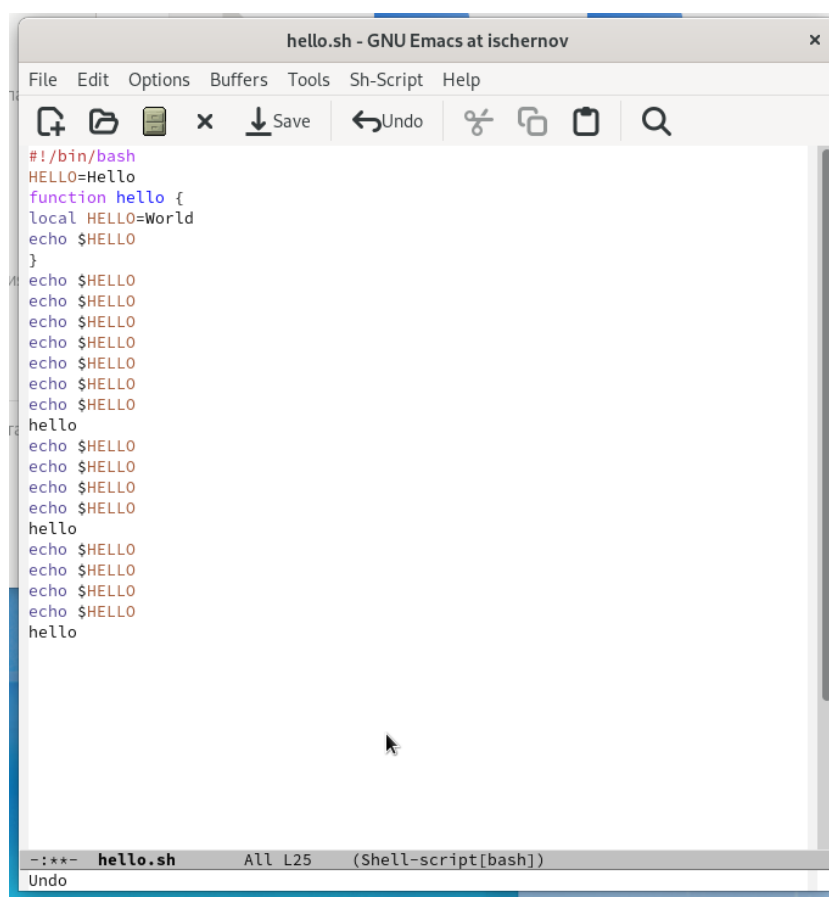 hello.sh - GNU Emacs at ischernov
File Edit Options Buffers Tools Sh-Script Help
Save Undo
#!/bin/bash
HELLO=Hello
function hello {
local HELLO=World
echo $HELLO
}
echo $HELLO
echo $HELLO
echo $HELLO
echo $HELLO
echo $HELLO
echo $HELLO
echo $HELLO
hello
echo $HELLO
echo $HELLO
echo $HELLO
echo $HELLO
hello
echo $HELLO
echo $HELLO
echo $HELLO
echo $HELLO
hello
-:**- hello.sh All L25 (Shell-script[bash])
Undo